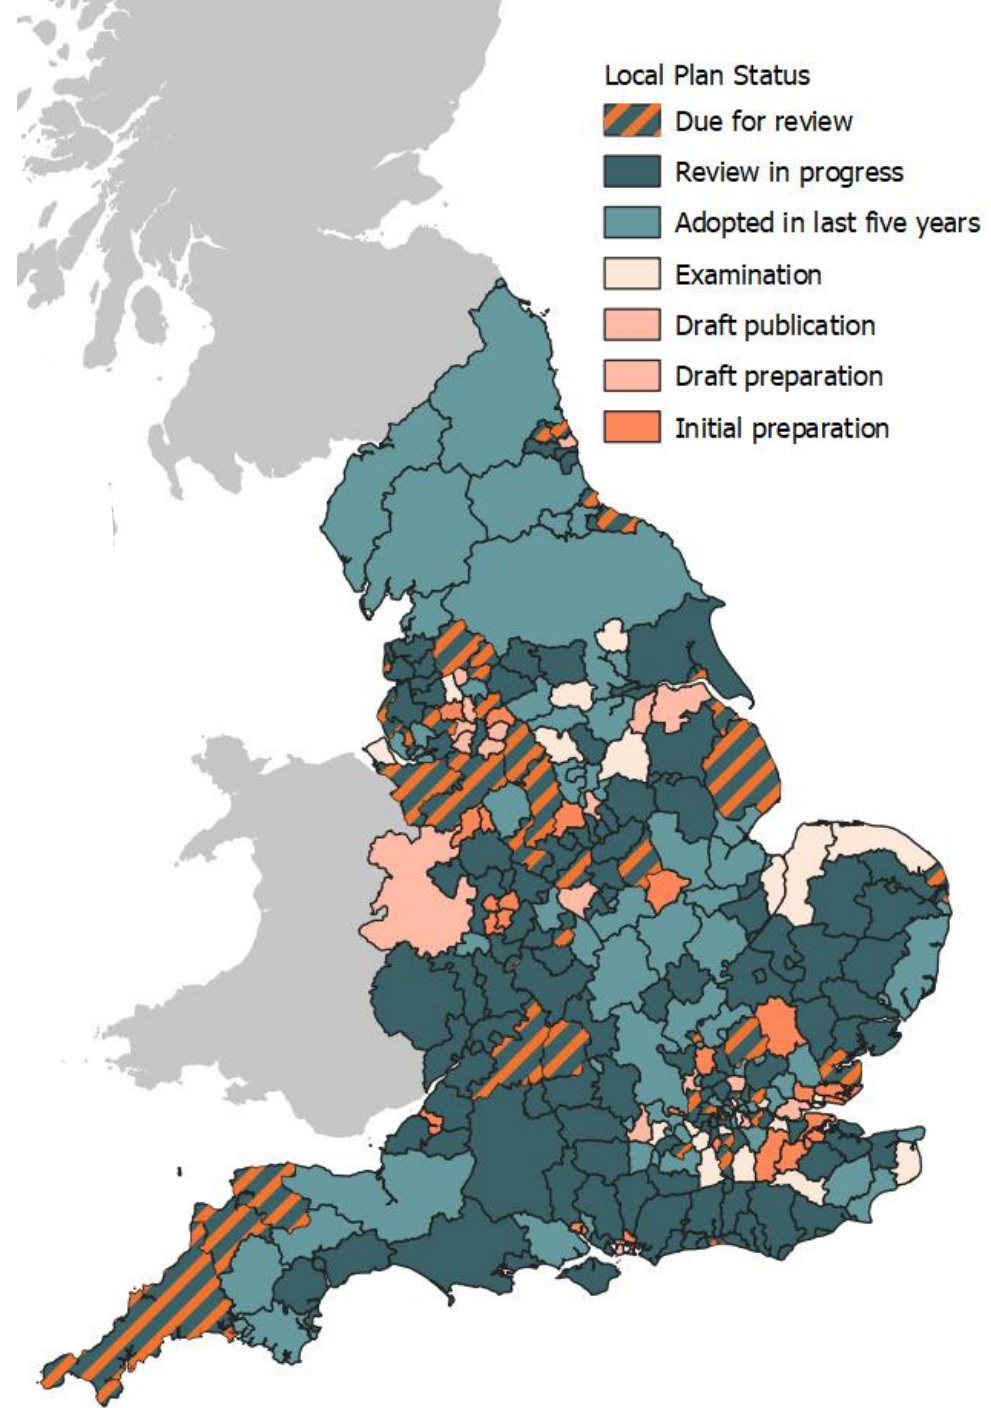 Local Plan Status
Due for review
Review in progress
Adopted in last five years
Examination
Draft publication
Draft preparation
Initial preparation